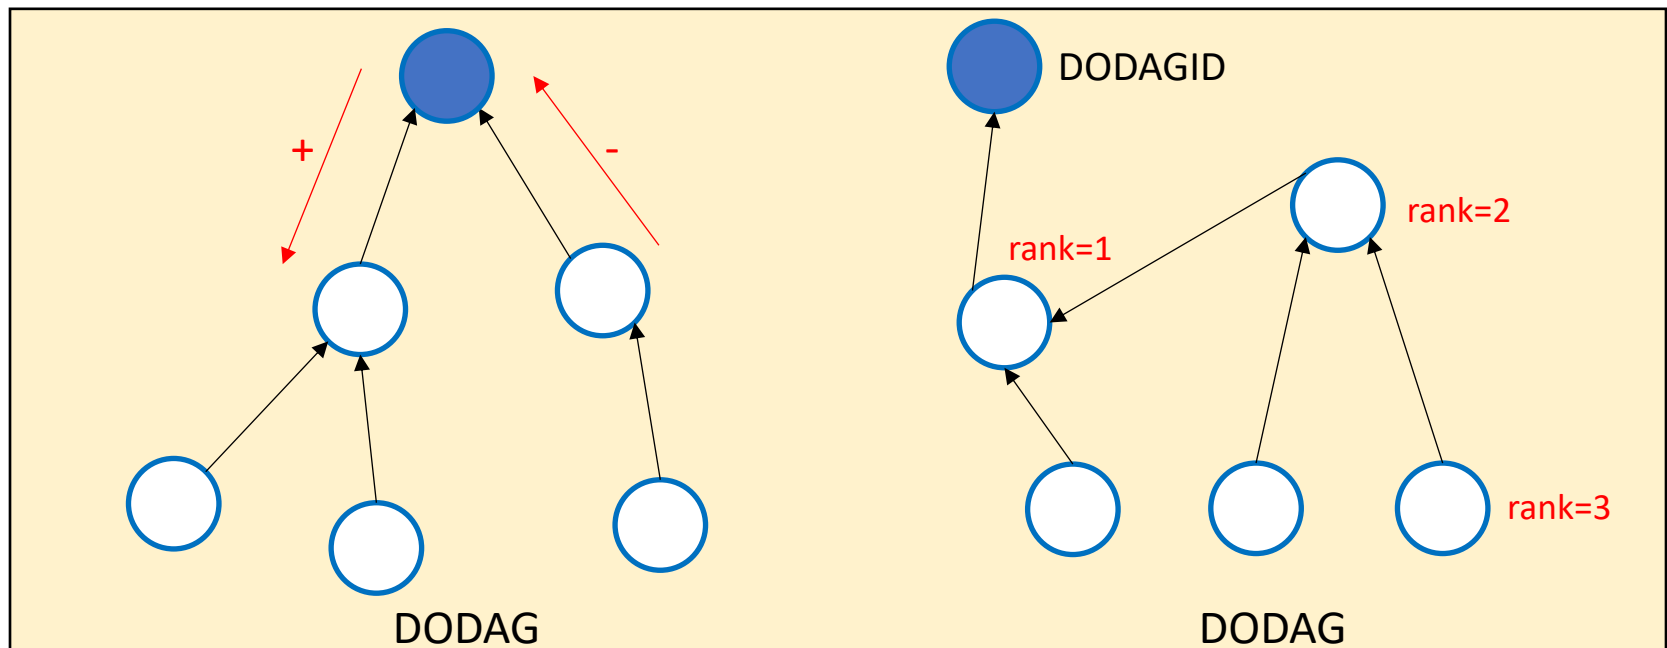 +
-
DODAG
DODAGID
rank=1
rank=2
rank=3
DODAG